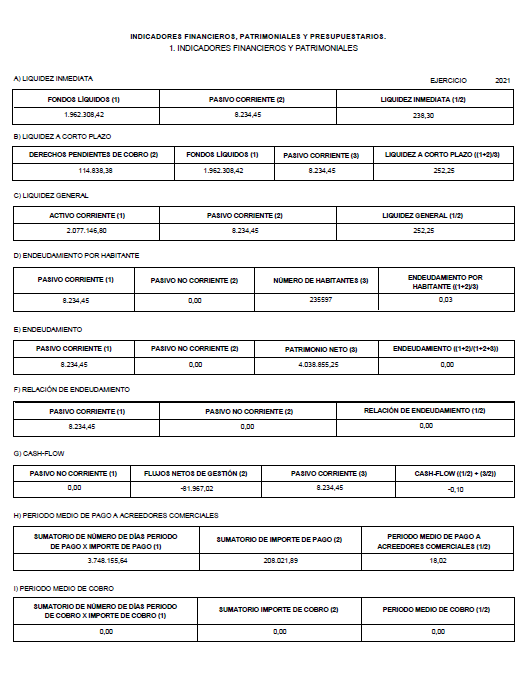 INDICADORES FINANCIEROS, PATRIMONIALES Y PRESUPUESTARIOS.
1. INDICADORES FINANCIEROS Y PATRIMONIALES
A) LIQUIDEZ INMEDIATA EJERCICIO 2021
FONDOS LÍQUIDOS (1) PASIVO CORRIENTE (2) LIQUIDEZ INMEDIATA (1/2)
1.962.308,42 8.234,45 238,30
B) LIQUIDEZ A CORTO PLAZO
DERECHOS PENDIENTES DE COBRO (2) FONDOS LÍQUIDOS (1) PASIVO CORRIENTE (3) LIQUIDEZ A CORTO PLAZO ((1+2)/3)
114.838,38 1.962.308,42 8.234,45 252,25
C) LIQUIDEZ GENERAL
ACTIVO CORRIENTE (1) PASIVO CORRIENTE (2) LIQUIDEZ GENERAL (1/2)
2.077.146,80 8.234,45 252,25
D) ENDEUDAMIENTO POR HABITANTE
PASIVO CORRIENTE (1) PASIVO NO CORRIENTE (2) NÚMERO DE HABITANTES (3) ENDEUDAMIENTO POR
HABITANTE ((1+2)/3)
8.234,45 0,00 235597 0,03
E) ENDEUDAMIENTO
PASIVO CORRIENTE (1) PASIVO NO CORRIENTE (2) PATRIMONIO NETO (3) ENDEUDAMIENTO ((1+2)/(1+2+3))
8.234,45 0,00 4.038.855,25 0,00
F) RELACIÓN DE ENDEUDAMIENTO
PASIVO CORRIENTE (1) PASIVO NO CORRIENTE (2) RELACIÓN DE ENDEUDAMIENTO (1/2)
8.234,45 0,00 0,00
G) CASH-FLOW
PASIVO NO CORRIENTE (1) FLUJOS NETOS DE GESTIÓN (2) PASIVO CORRIENTE (3) CASH-FLOW ((1/2) + (3/2))
0,00 -81.967,02 8.234,45 -0,10
H) PERIODO MEDIO DE PAGO A ACREEDORES COMERCIALES
SUMATORIO DE NÚMERO DE DÍAS PERIODO
DE PAGO X IMPORTE DE PAGO (1) SUMATORIO DE IMPORTE DE PAGO (2) PERIODO MEDIO DE PAGO A
ACREEDORES COMERCIALES (1/2)
3.748.155,64 208.021,89 18,02
I) PERIODO MEDIO DE COBRO
SUMATORIO DE NÚMERO DE DÍAS PERIODO
DE COBRO X IMPORTE DE COBRO (1) SUMATORIO IMPORTE DE COBRO (2) PERIODO MEDIO DE COBRO (1/2)
0,00 0,00 0,00